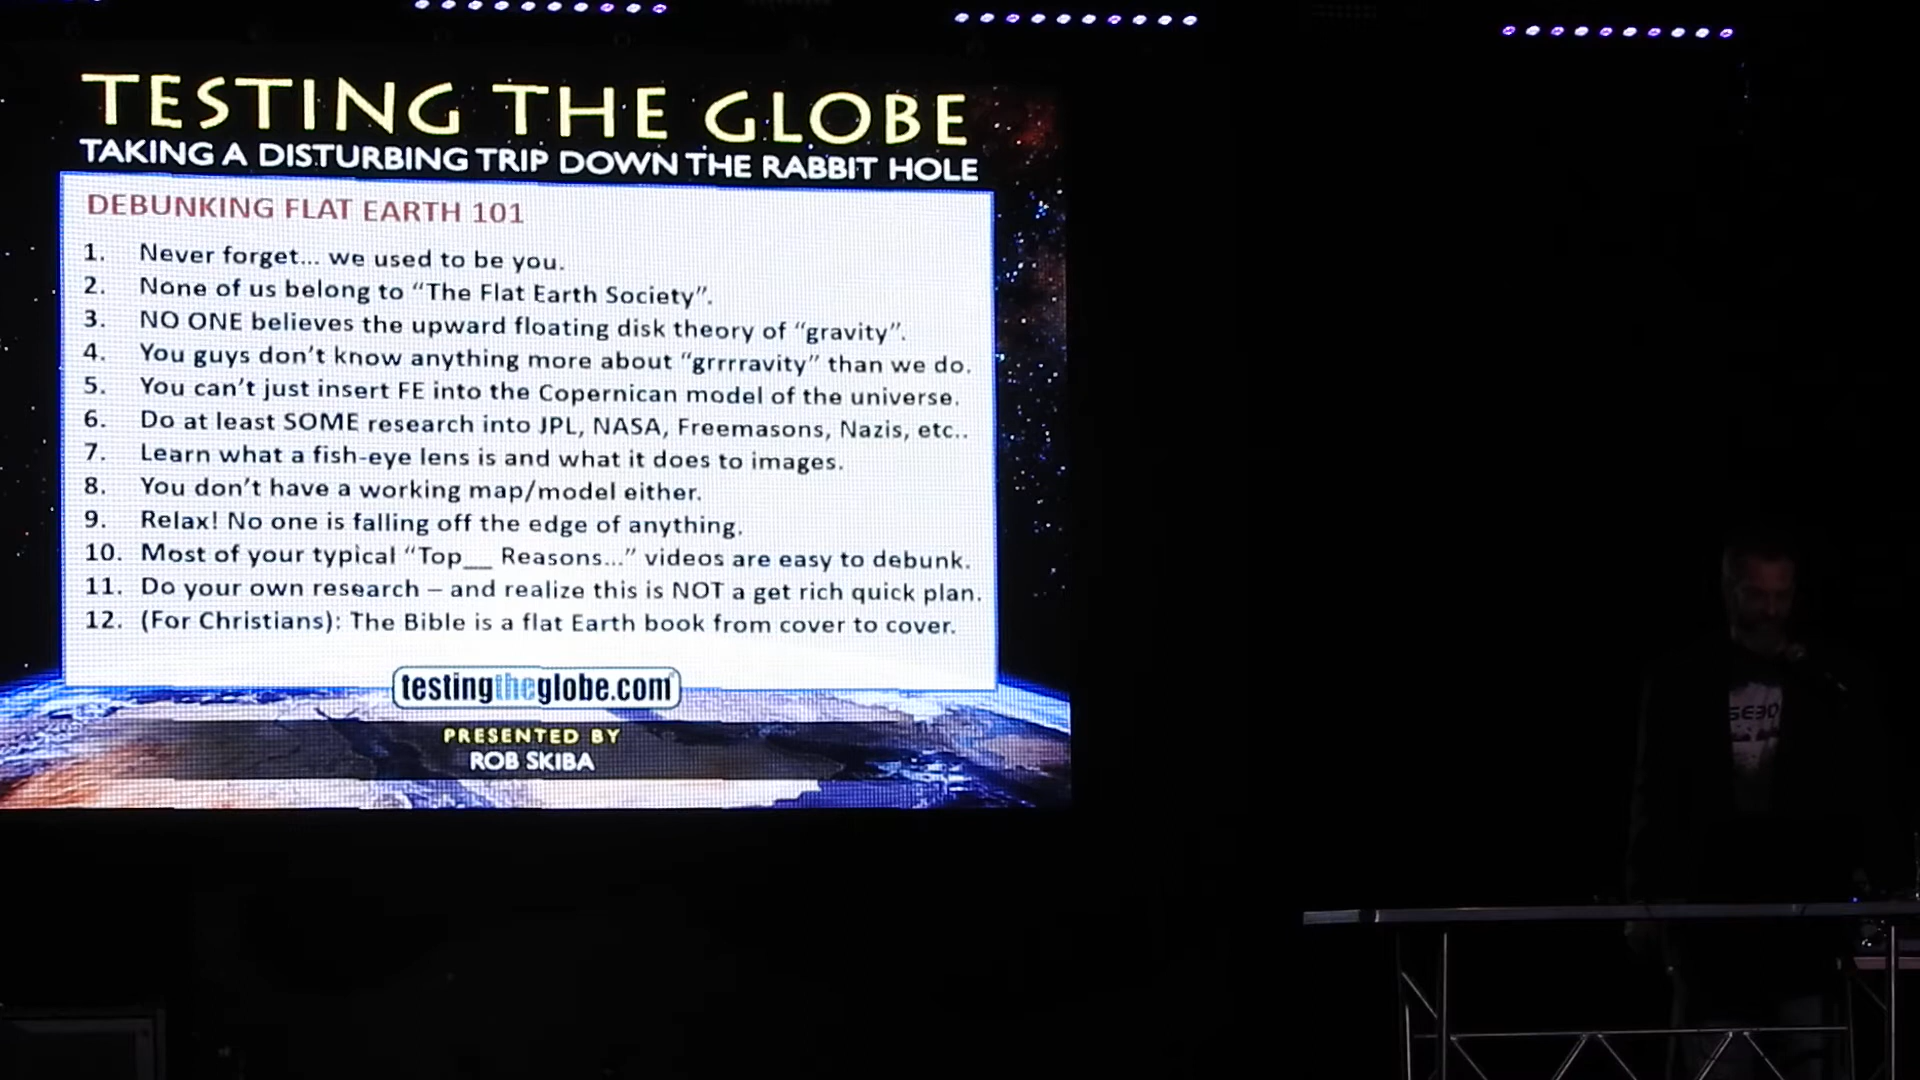 TESTING THE GLOBE
TAKING A DISTURBING TRIP DOWN THE RABBIT HOLE
DEBUNKING FLAT EARTH 101
1. Never forget... we used to be you.
2. None of us belong to “The Flat Earth Society”.
3. NO ONE believes the upward floating disk theory of “gravity”.
4. You guys don’t know anything more about “grrrravity” than we do.
5. You can’t just insert FE into the Copernican model of the universe.
6. Do at least SOME research into JPL, NASA, Freemasons, Nazis, etc..
7. Learn what a fish-eye lens is and what it does to images.
8. You don’t have a working map/model either.
9. Relax! No one is falling off the edge of anything.
10. Most of your typical “Top__ Reasons...” videos are easy to debunk.
11. Do your own research – and realize this is NOT a get rich quick plan.
12. (For Christians): The Bible is a flat Earth book from cover to cover.
testingtheglobe.com
PRESENTED BY
ROB SKIBA